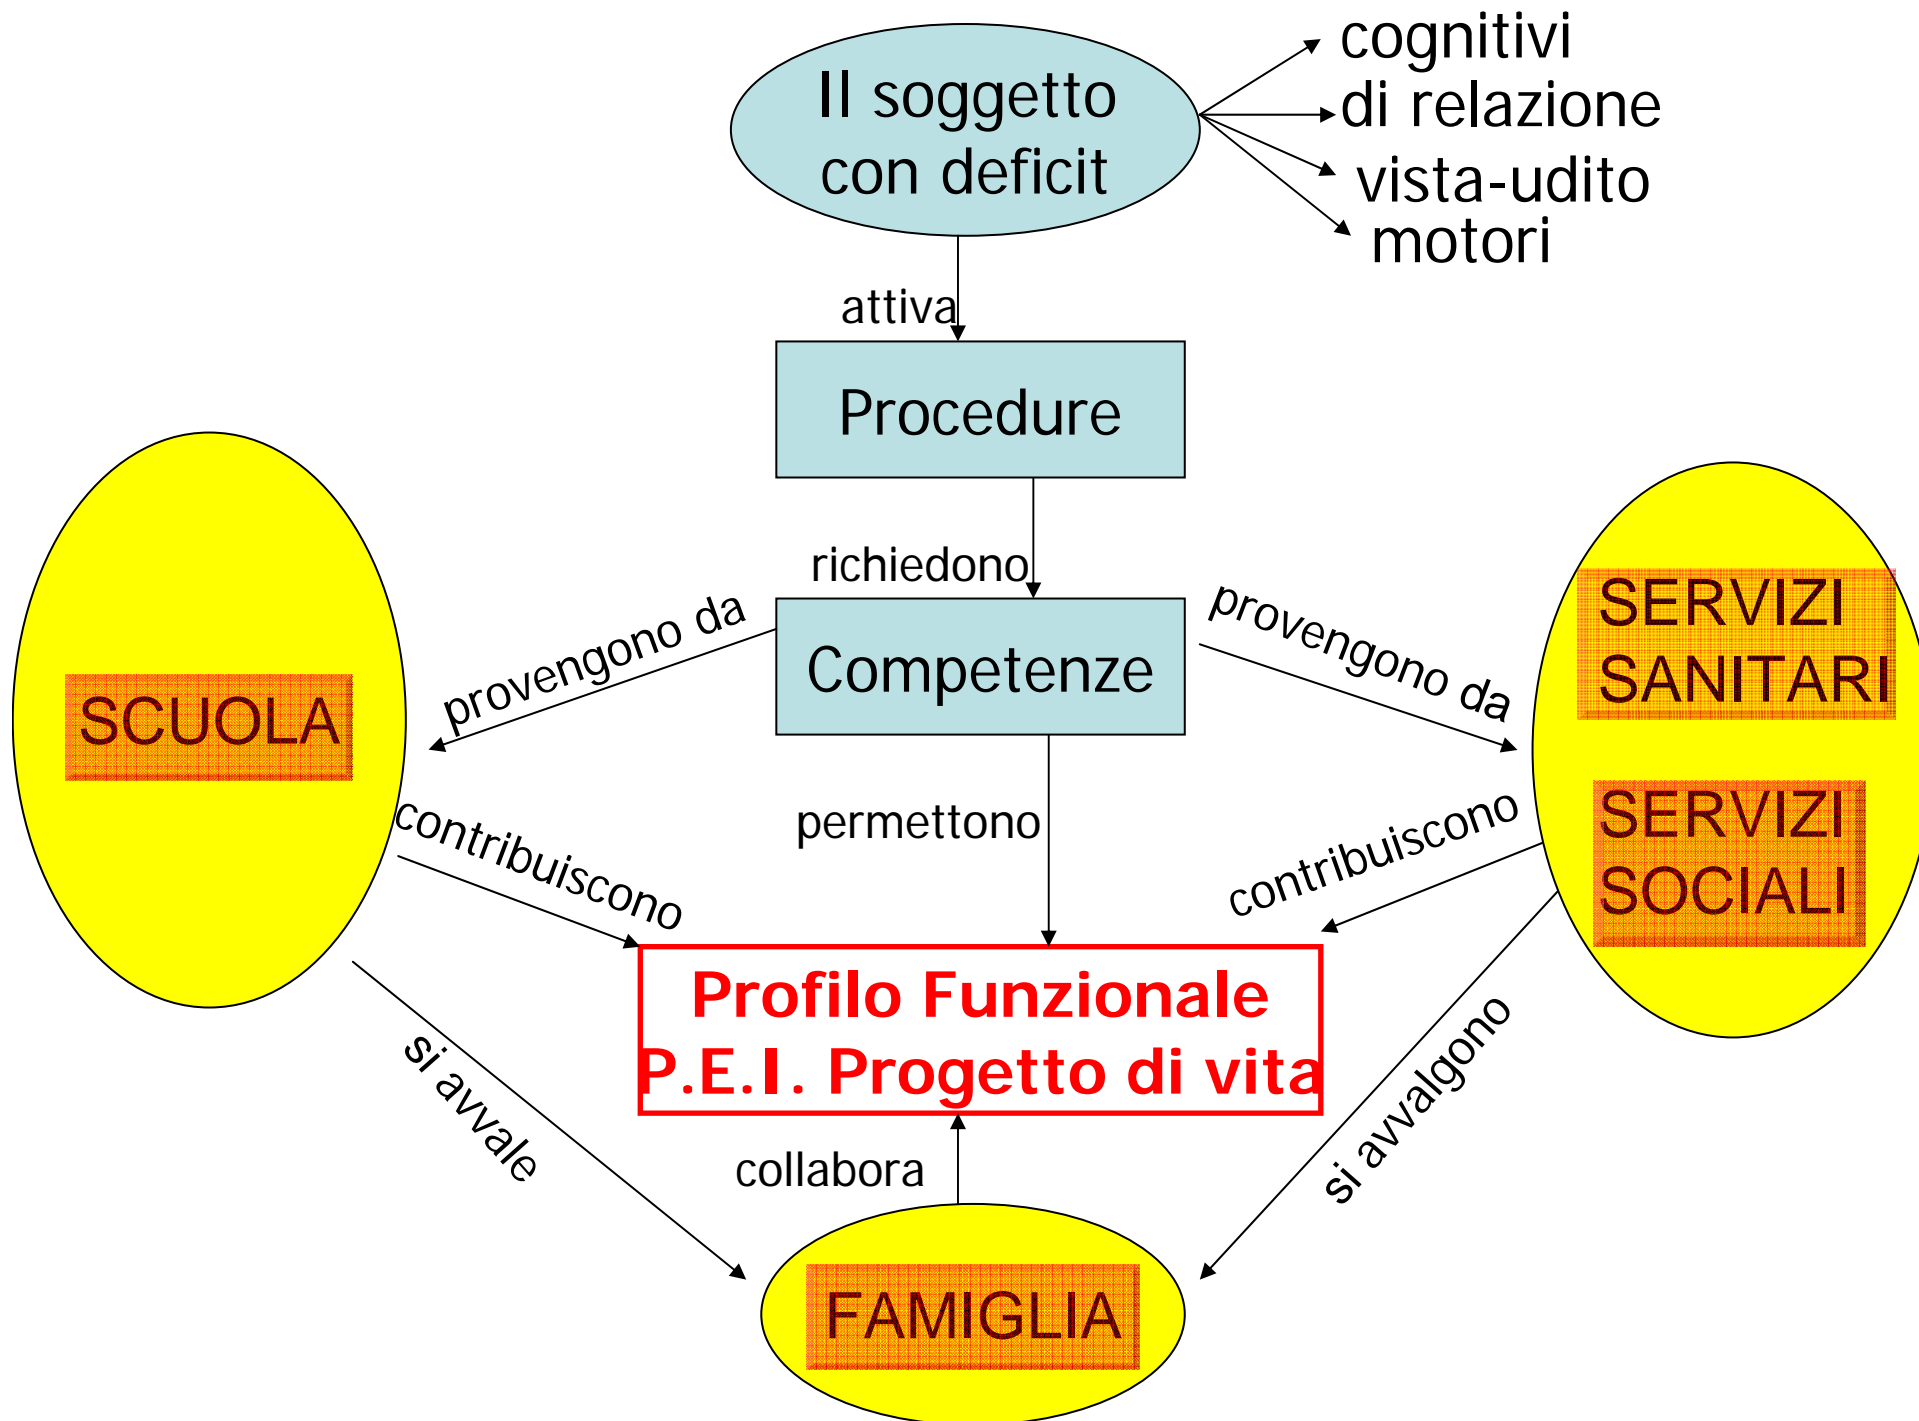 Il soggetto
con deficit
cognitivi
di relazione
vista-udito
motori
attiva
Procedure
richiedono
Competenze
provengono da
provengono da
SCUOLA
SERVIZI
SANITARI
SERVIZI
SOCIALI
contribuiscono
permettono
contribuiscono
Profilo Funzionale
P.E.I. Progetto di vita
si avvale
collabora
si avvalgono
FAMIGLIA